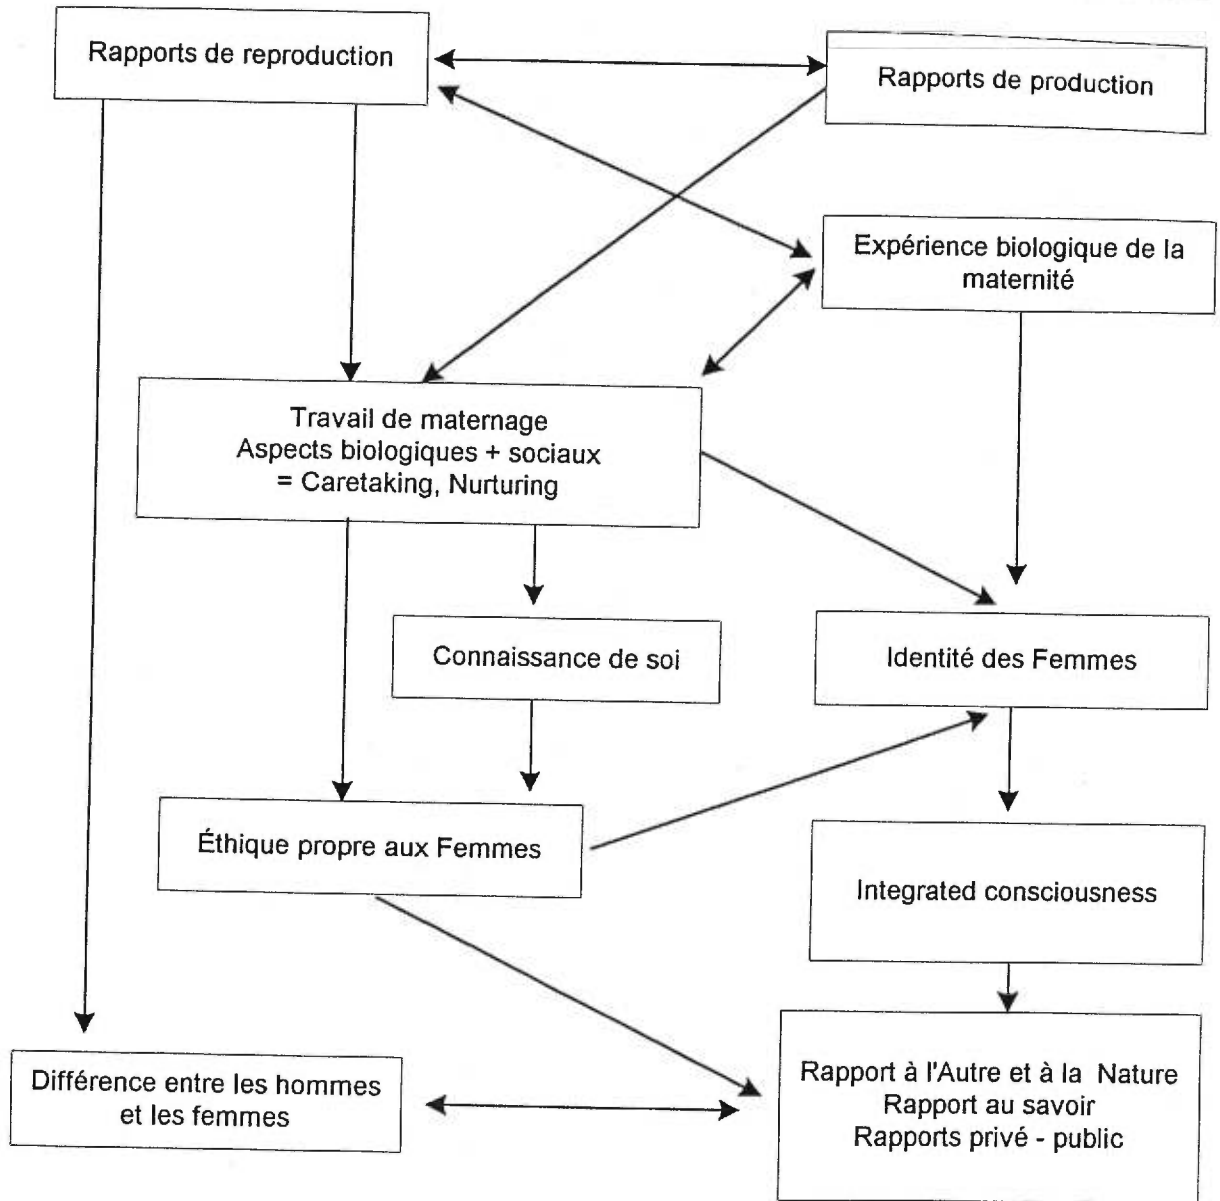 Rapports de reproduction
Rapports de production
Expérience biologique de la
maternité
Travail de maternage
Aspects biologiques + sociaux
= Caretaking, Nurturing
Connaissance de soi
Identité des Femmes
Éthique propre aux Femmes
Integrated consciousness
Différence entre les hommes
et les femmes
Rapport à l'Autre et à la Nature
Rapport au savoir
Rapports privé - public